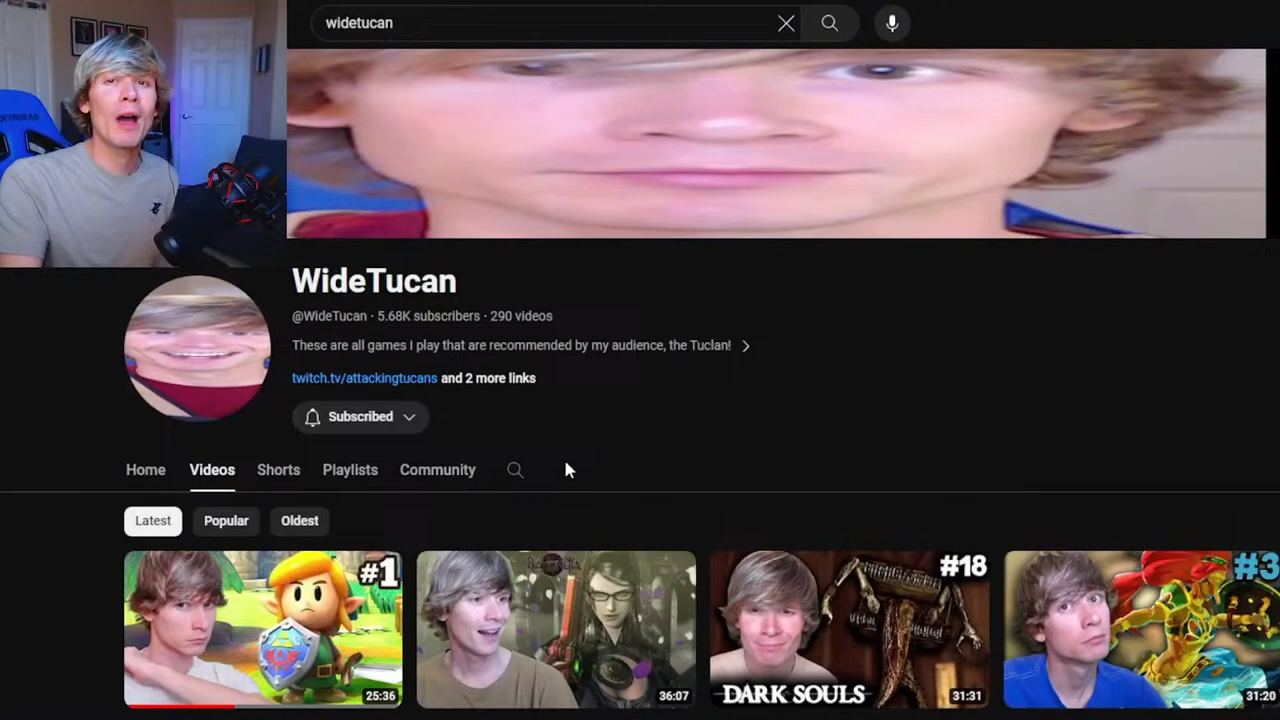 widetucan
WideTucan
@WideTucan · 5.68K subscribers · 290 videos
These are all games I play that are recommended by my audience, the Tuclan!
twitch.tv/attackingtucans and 2 more links
Subscribed
Home Videos Shorts Playlists Community
Latest Popular Oldest
#1
25:36
36:07
#18
DARK SOULS
31:31
#3
31:20